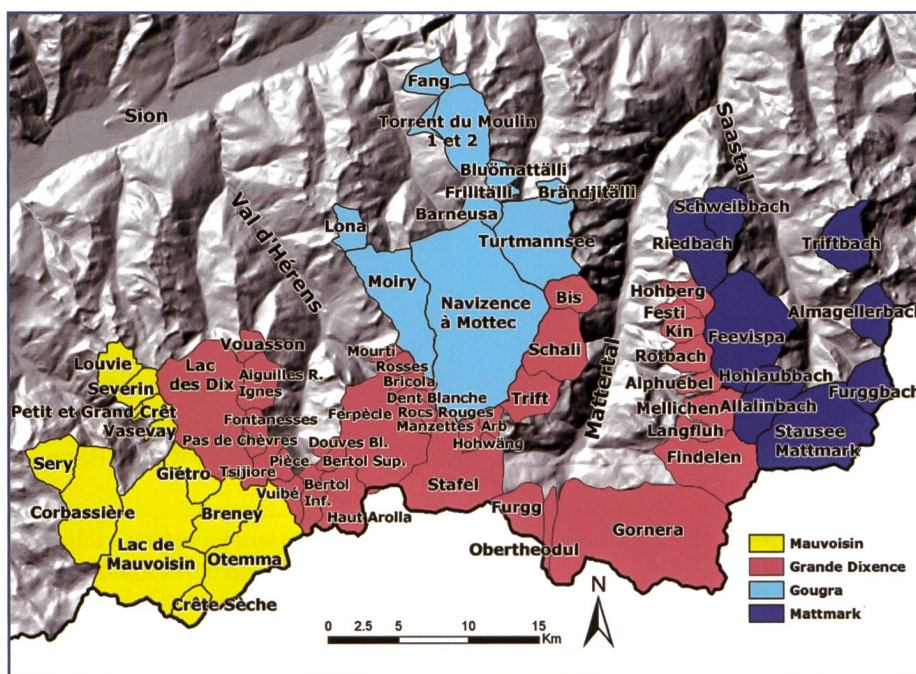 Fang
Sion
Torrent du Moulin
1 et 2
Saastal
Bluömattälli
Frilitälli
Brändjitälli
Val d'Hérens
Barneusa
Schweibbach
Lona
Turtmannsee
Riedbach
Triftbach
Moiry
Navizence
à Mottec
Bis
Hohberg
Festi
Kin
Almagellerbach
Feevispa
Vouasson
Mourti
Schali
Rotbach
Louvie
Lac
des Dix
Aiguilles R.
Ignes
Rosses
Bricola
Mattertal
Alphuebel
Hohlaubbach
Furggbach
Severin
Dent Blanche
Trift
Mellichen
Allalinbach
Petit et Grand Crêt
Fontanesses
Ferpècle
Rocs Rouges
Vasevay
Manzettes
Arb
Langfluh
Stausee
Mattmark
Pas de Chèvres
Douves Bl.
Hohwäng
Findelen
Sery
Giétro
Pièce
Bertol Sup.
Tsijiore
Stafel
Corbassière
Vuibé
Bertol
Inf.
Breney
Furgg
Haut Arolla
Gornera
Lac de
Mauvoisin
Otemma
Obertheodul
Crête Sèche
N
0 2.5 5 10 15
Km
Mauvoisin
Grande Dixence
Gougra
Mattmark